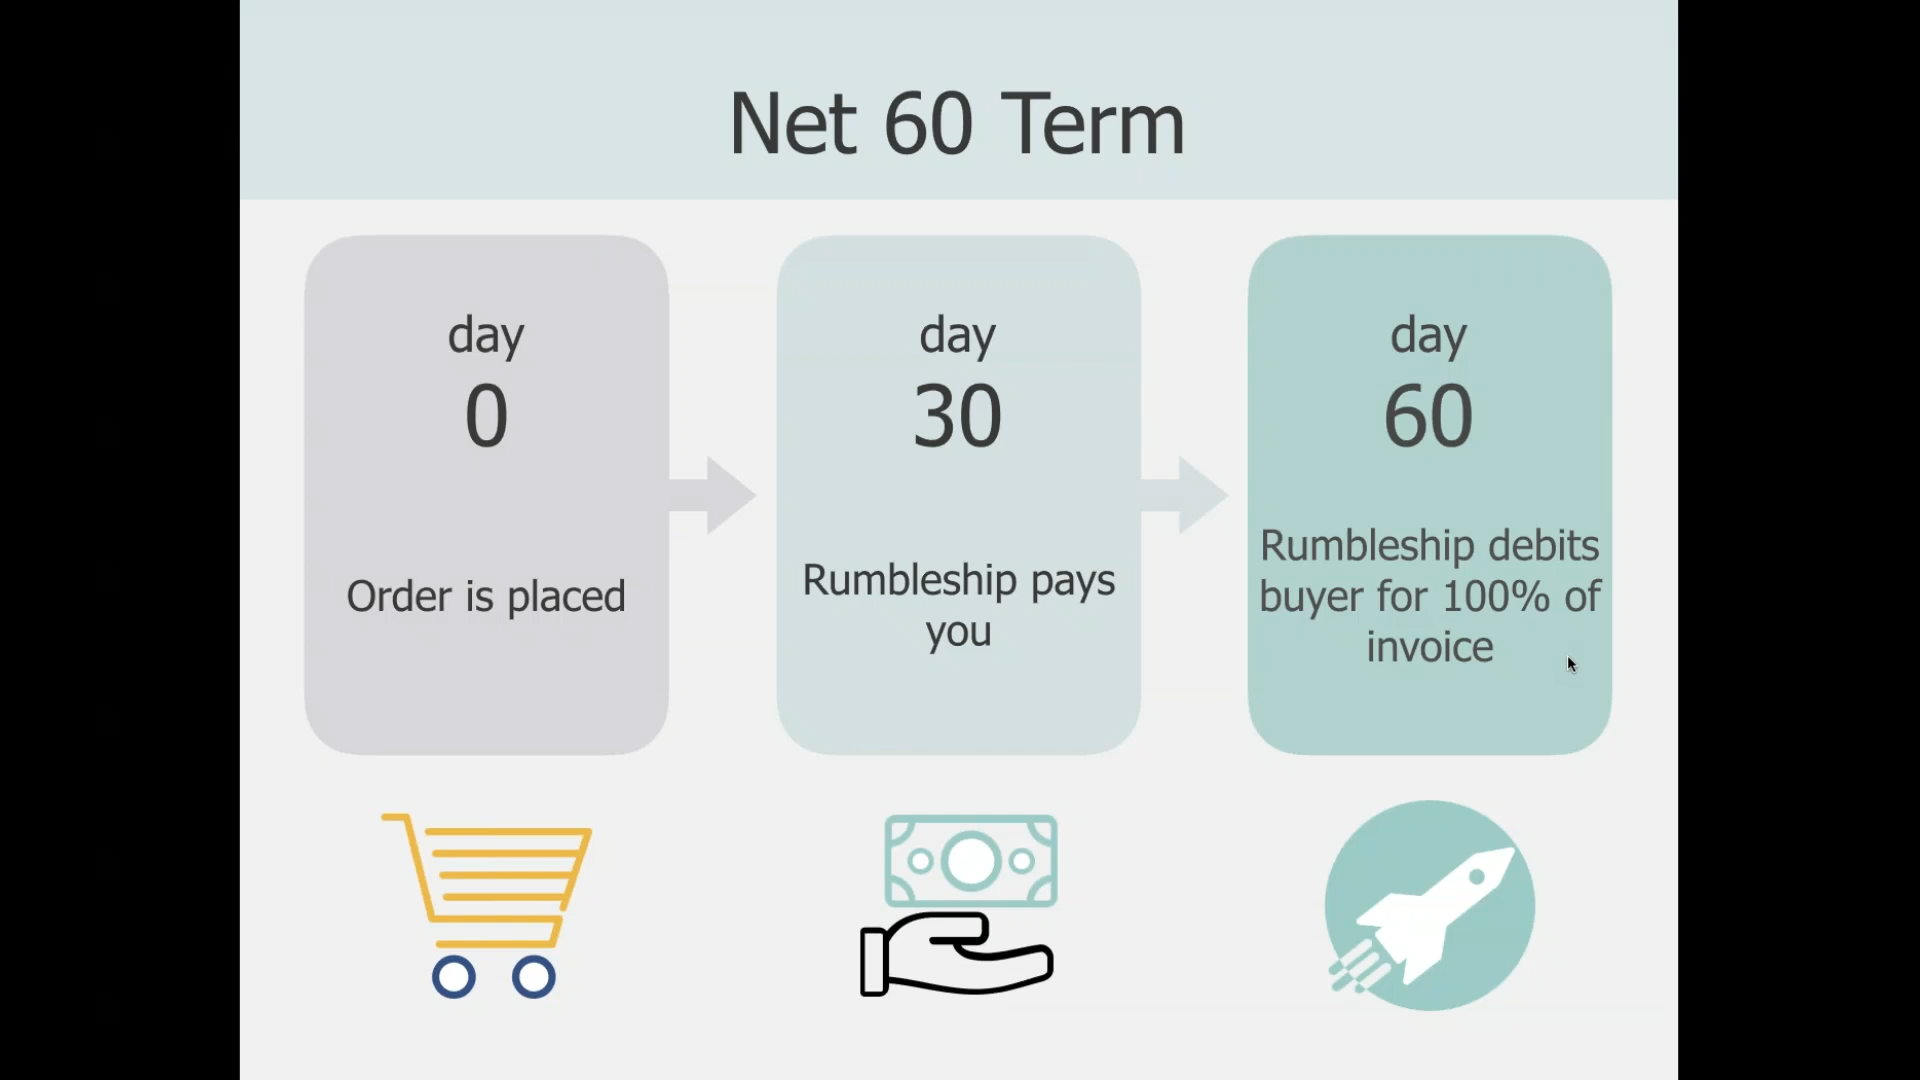 Net 60 Term
day
0
Order is placed
day
30
Rumbleship pays
you
day
60
Rumbleship debits
buyer for 100% of
invoice